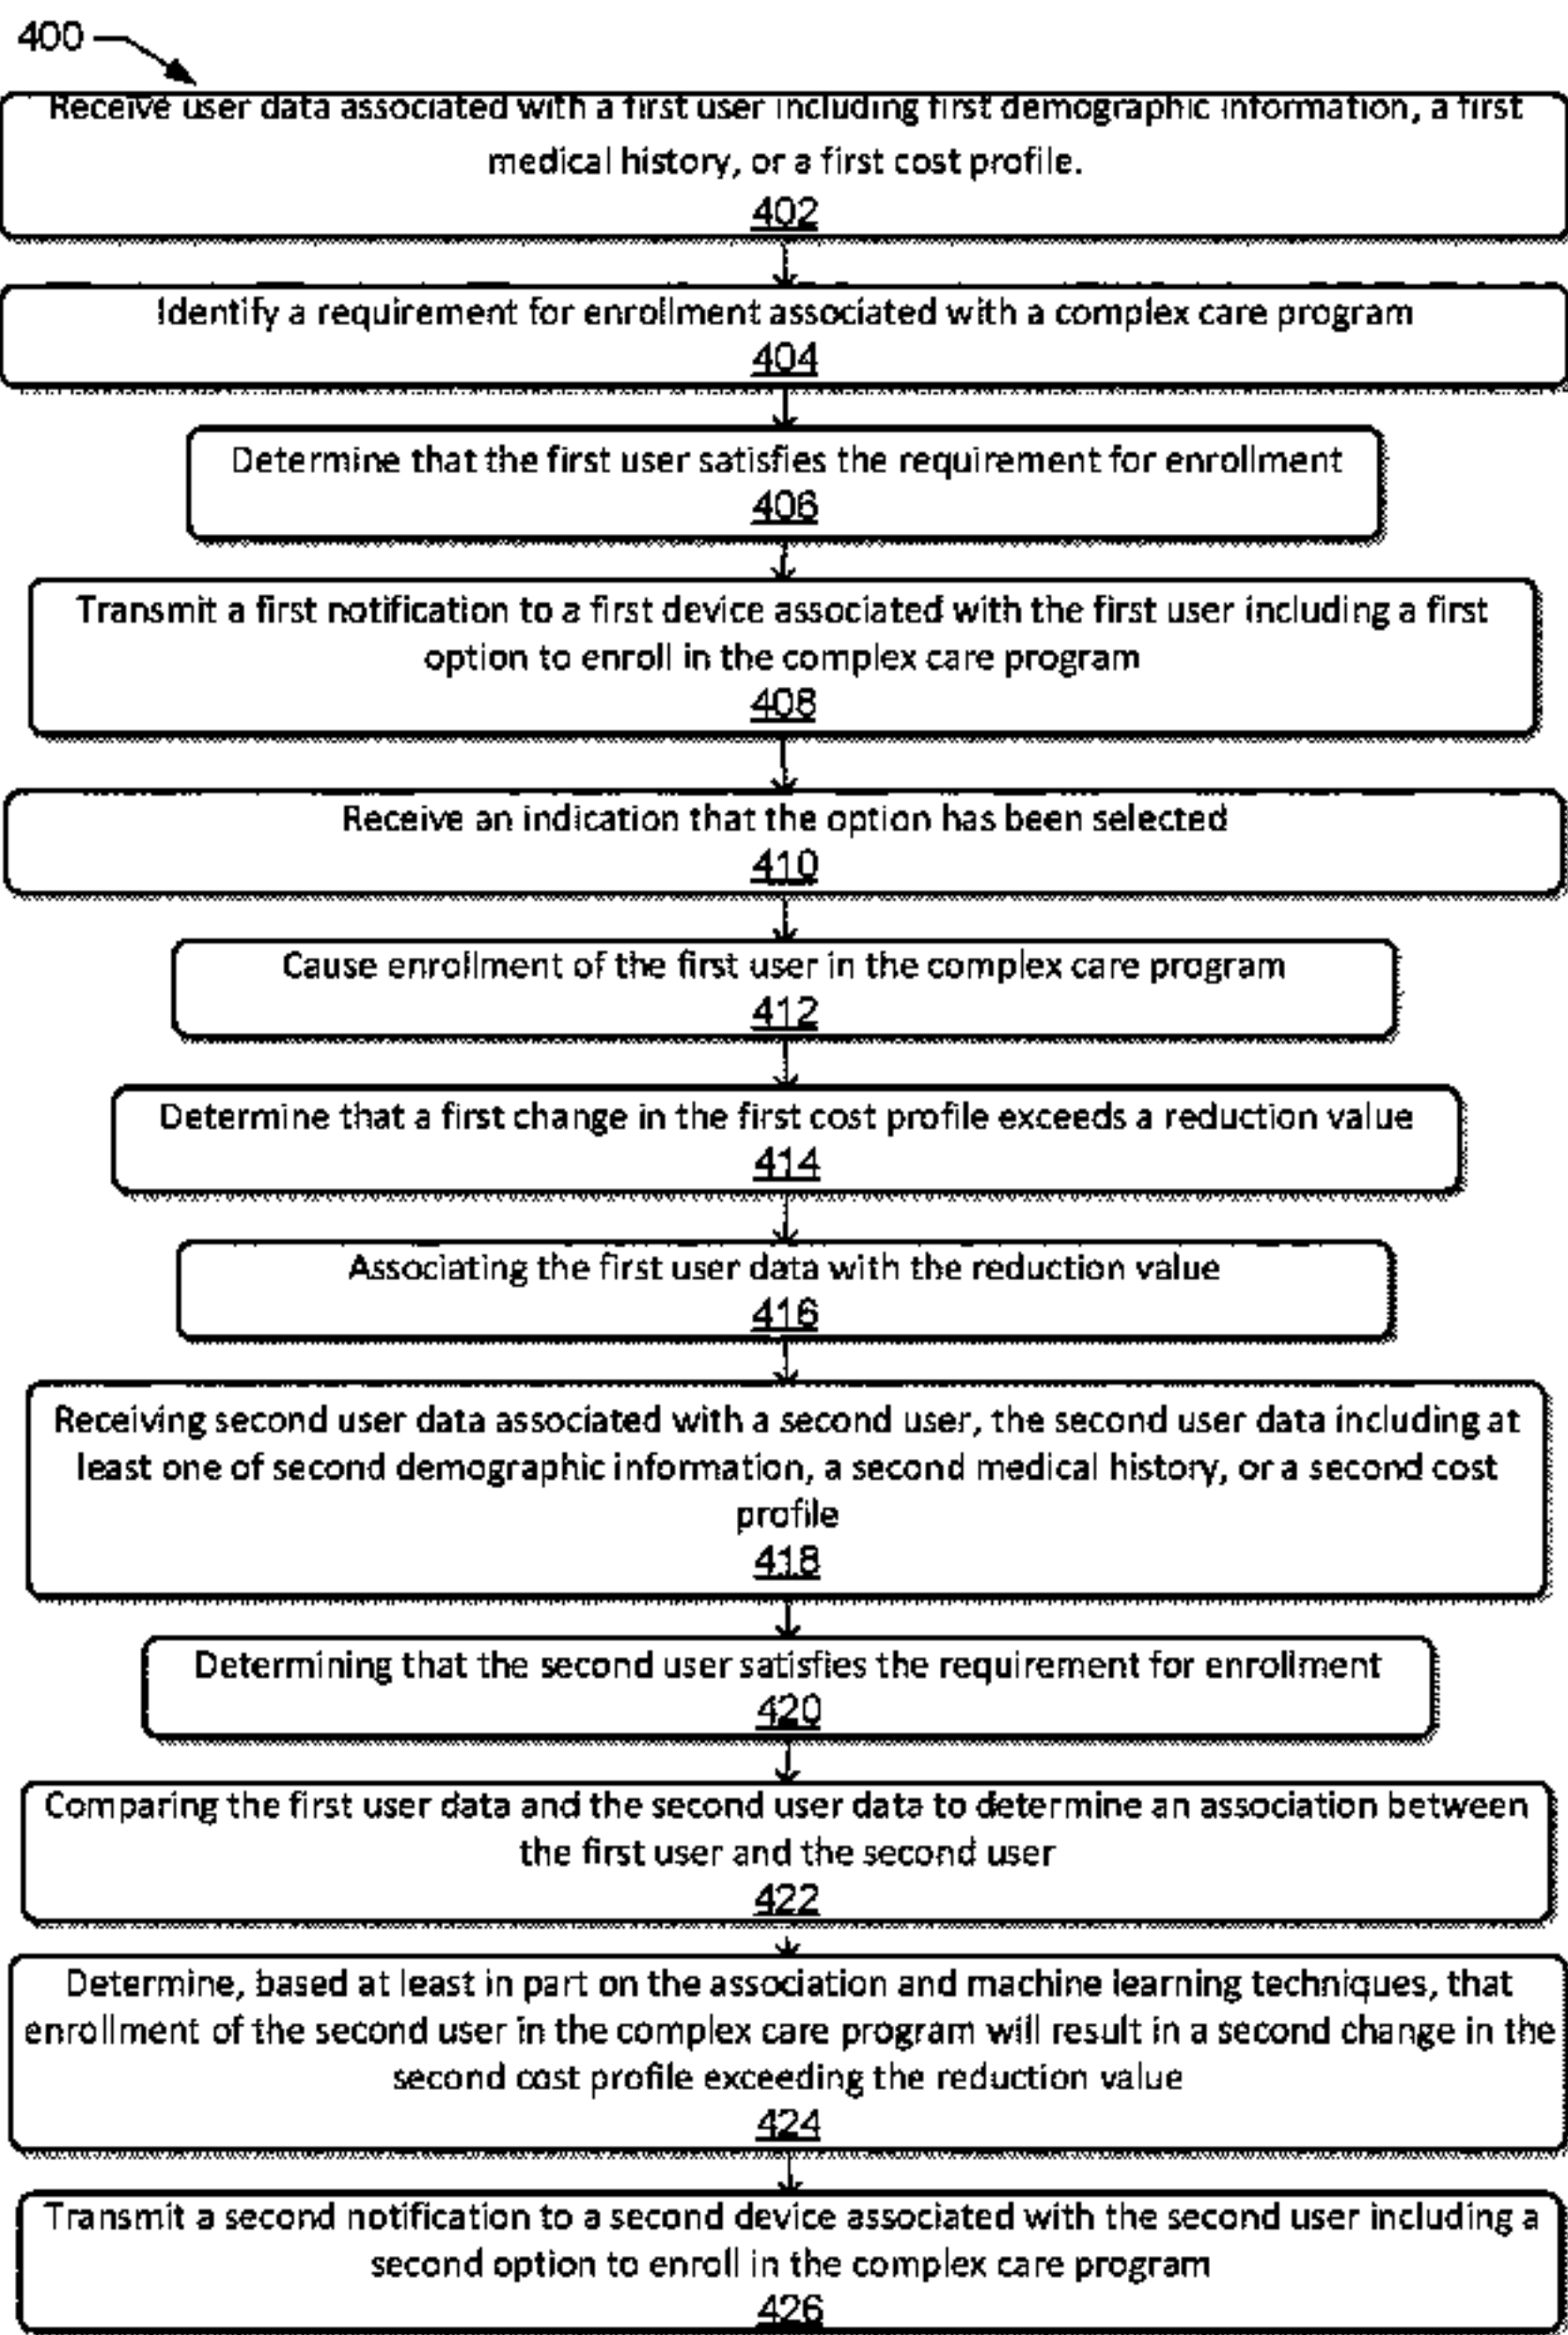 400
Receive user data associated with a first user including first demographic information, a first
medical history, or a first cost profile.
402
Identify a requirement for enrollment associated with a complex care program
404
Determine that the first user satisfies the requirement for enrollment
406
Transmit a first notification to a first device associated with the first user including a first
option to enroll in the complex care program
408
Receive an indication that the option has been selected
410
Cause enrollment of the first user in the complex care program
412
Determine that a first change in the first cost profile exceeds a reduction value
414
Associating the first user data with the reduction value
416
Receiving second user data associated with a second user, the second user data including at
least one of second demographic information, a second medical history, or a second cost
profile
418
Determining that the second user satisfies the requirement for enrollment
420
Comparing the first user data and the second user data to determine an association between
the first user and the second user
422
Determine, based at least in part on the association and machine learning techniques, that
enrollment of the second user in the complex care program will result in a second change in the
second cost profile exceeding the reduction value
424
Transmit a second notification to a second device associated with the second user including a
second option to enroll in the complex care program
426